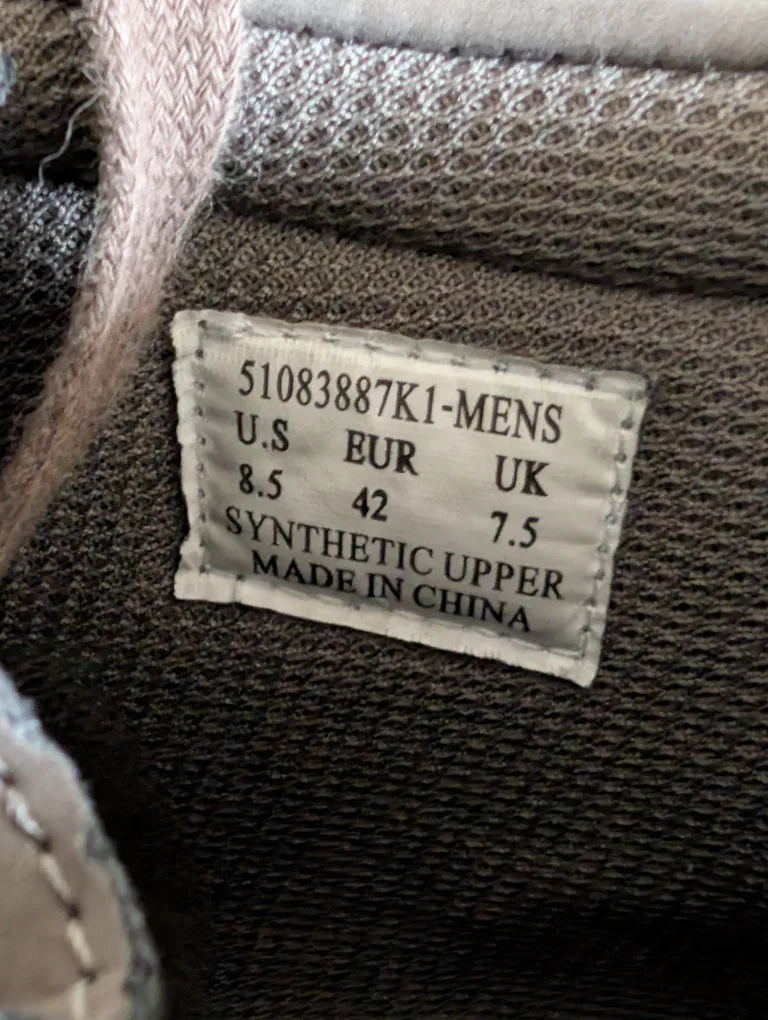 51083887K1-MENS
U.S EUR UK
8.5 42 7.5
SYNTHETIC UPPER
MADE IN CHINA